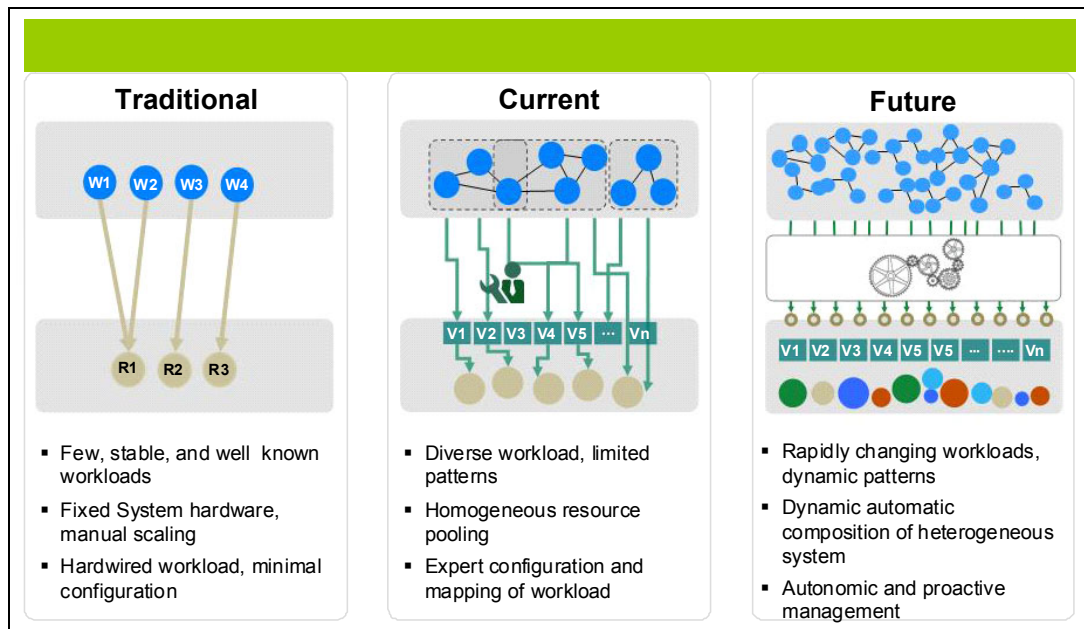 Traditional
W1 W2 W3 W4
R1 R2 R3
▪ Few, stable, and well known
workloads
▪ Fixed System hardware,
manual scaling
▪ Hardwired workload, minimal
configuration
Current
V1 V2 V3 V4 V5 ... Vn
▪ Diverse workload, limited
patterns
▪ Homogeneous resource
pooling
▪ Expert configuration and
mapping of workload
Future
V1 V2 V3 V4 V5 V5 ... .... Vn
▪ Rapidly changing workloads,
dynamic patterns
▪ Dynamic automatic
composition of heterogeneous
system
▪ Autonomic and proactive
management